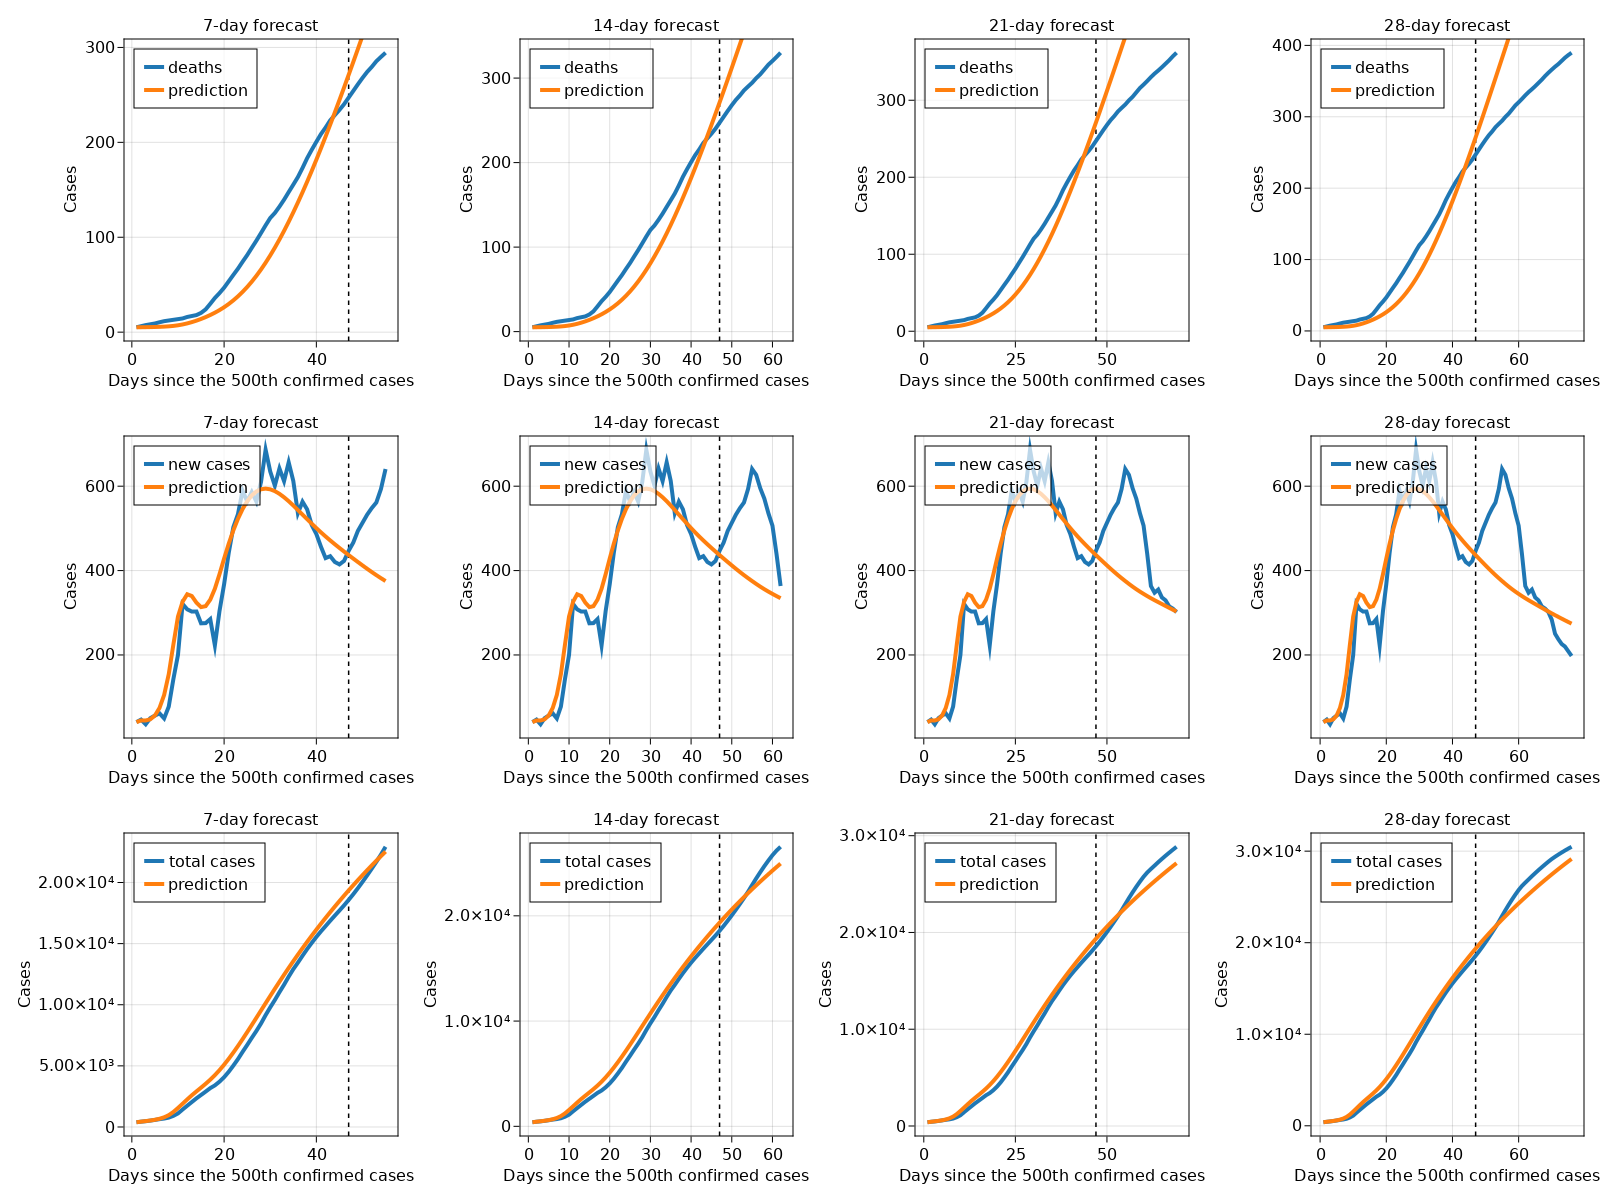 7-day forecast
300
200
100
0
Cases
deaths
prediction
0 20 40
Days since the 500th confirmed cases
14-day forecast
300
200
100
0
Cases
deaths
prediction
0 10 20 30 40 50 60
Days since the 500th confirmed cases
21-day forecast
300
200
100
0
Cases
deaths
prediction
0 25 50
Days since the 500th confirmed cases
28-day forecast
400
300
200
100
0
Cases
deaths
prediction
0 20 40 60
Days since the 500th confirmed cases
7-day forecast
600
400
200
Cases
new cases
prediction
0 20 40
Days since the 500th confirmed cases
14-day forecast
600
400
200
Cases
new cases
prediction
0 10 20 30 40 50 60
Days since the 500th confirmed cases
21-day forecast
600
400
200
Cases
new cases
prediction
0 25 50
Days since the 500th confirmed cases
28-day forecast
600
400
200
Cases
new cases
prediction
0 20 40 60
Days since the 500th confirmed cases
7-day forecast
2.00×10⁴
1.50×10⁴
1.00×10⁴
5.00×10³
0
Cases
total cases
prediction
0 20 40
Days since the 500th confirmed cases
14-day forecast
2.0×10⁴
1.0×10⁴
0
Cases
total cases
prediction
0 10 20 30 40 50 60
Days since the 500th confirmed cases
21-day forecast
3.0×10⁴
2.0×10⁴
1.0×10⁴
0
Cases
total cases
prediction
0 25 50
Days since the 500th confirmed cases
28-day forecast
3.0×10⁴
2.0×10⁴
1.0×10⁴
0
Cases
total cases
prediction
0 20 40 60
Days since the 500th confirmed cases